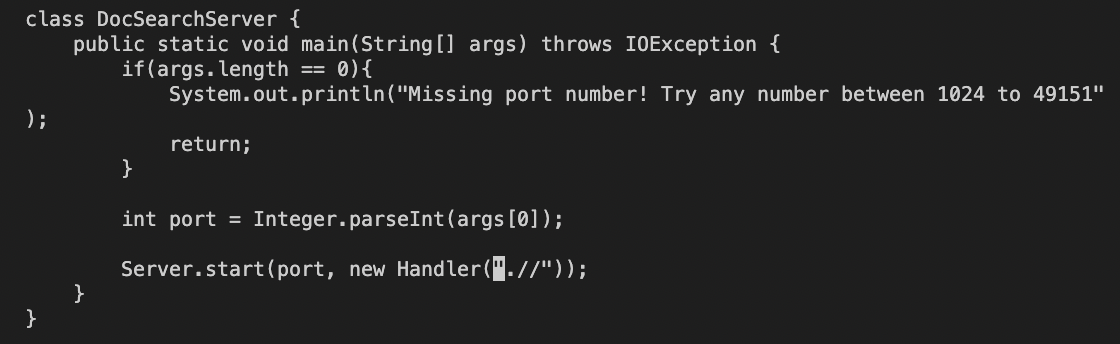 class DocSearchServer {
    public static void main(String[] args) throws IOException {
        if(args.length == 0){
            System.out.println("Missing port number! Try any number between 1024 to 49151"
);
            return;
        }

        int port = Integer.parseInt(args[0]);

        Server.start(port, new Handler(".//"));
    }
}